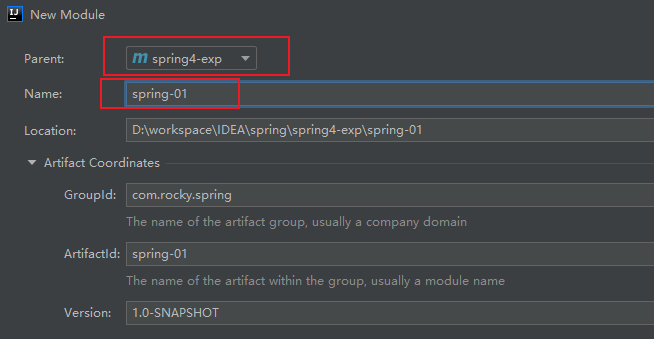 IJ New Module
Parent: m spring4-exp
Name: spring-01
Location: D:\workspace\IDEA\spring\spring4-exp\spring-01
Artifact Coordinates
GroupId: com.rocky.spring
The name of the artifact group, usually a company domain
ArtifactId: spring-01
The name of the artifact within the group, usually a module name
Version: 1.0-SNAPSHOT